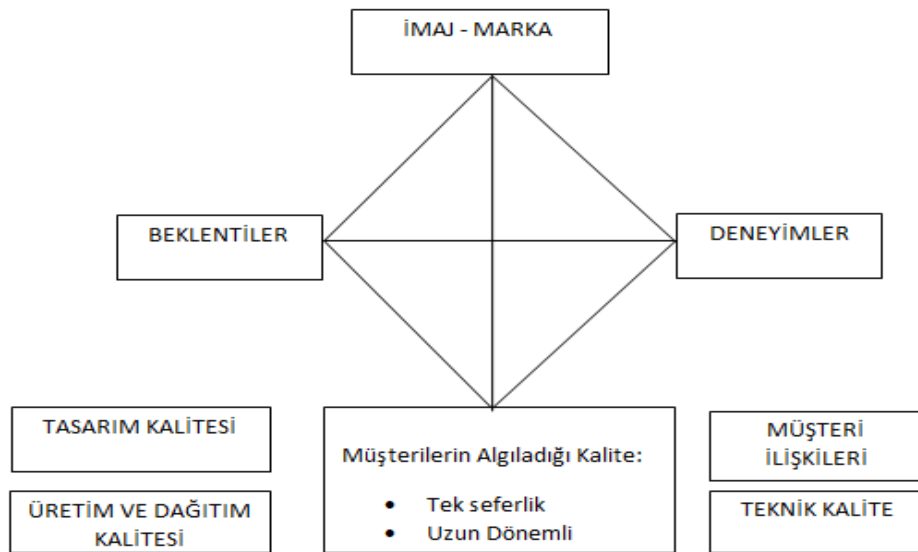 İMAJ - MARKA
BEKLENTİLER
DENEYİMLER
TASARIM KALİTESİ
ÜRETİM VE DAĞITIM
KALİTESİ
Müşterilerin Algıladığı Kalite:
• Tek seferlik
• Uzun Dönemli
MÜŞTERİ
İLİŞKİLERİ
TEKNİK KALİTE